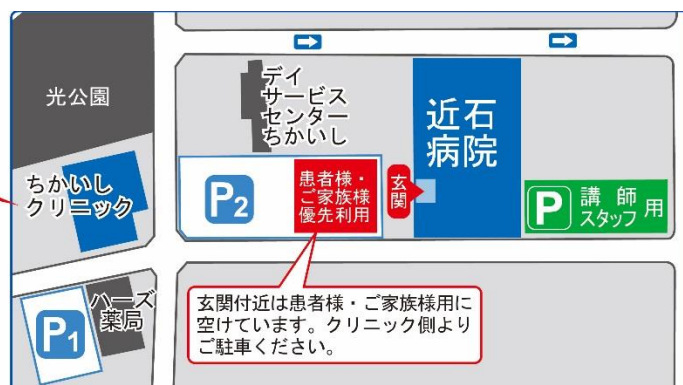 光公園
デイ
サービス
センター
ちかいし
近石
病院
ちかいし
クリニック
P2
患者様・
ご家族様
優先利用
玄関
P
講師
スタッフ
用
P1
ハーズ
薬局
玄関付近は患者様・ご家族様用に
空けています。クリニック側より
ご駐車ください。